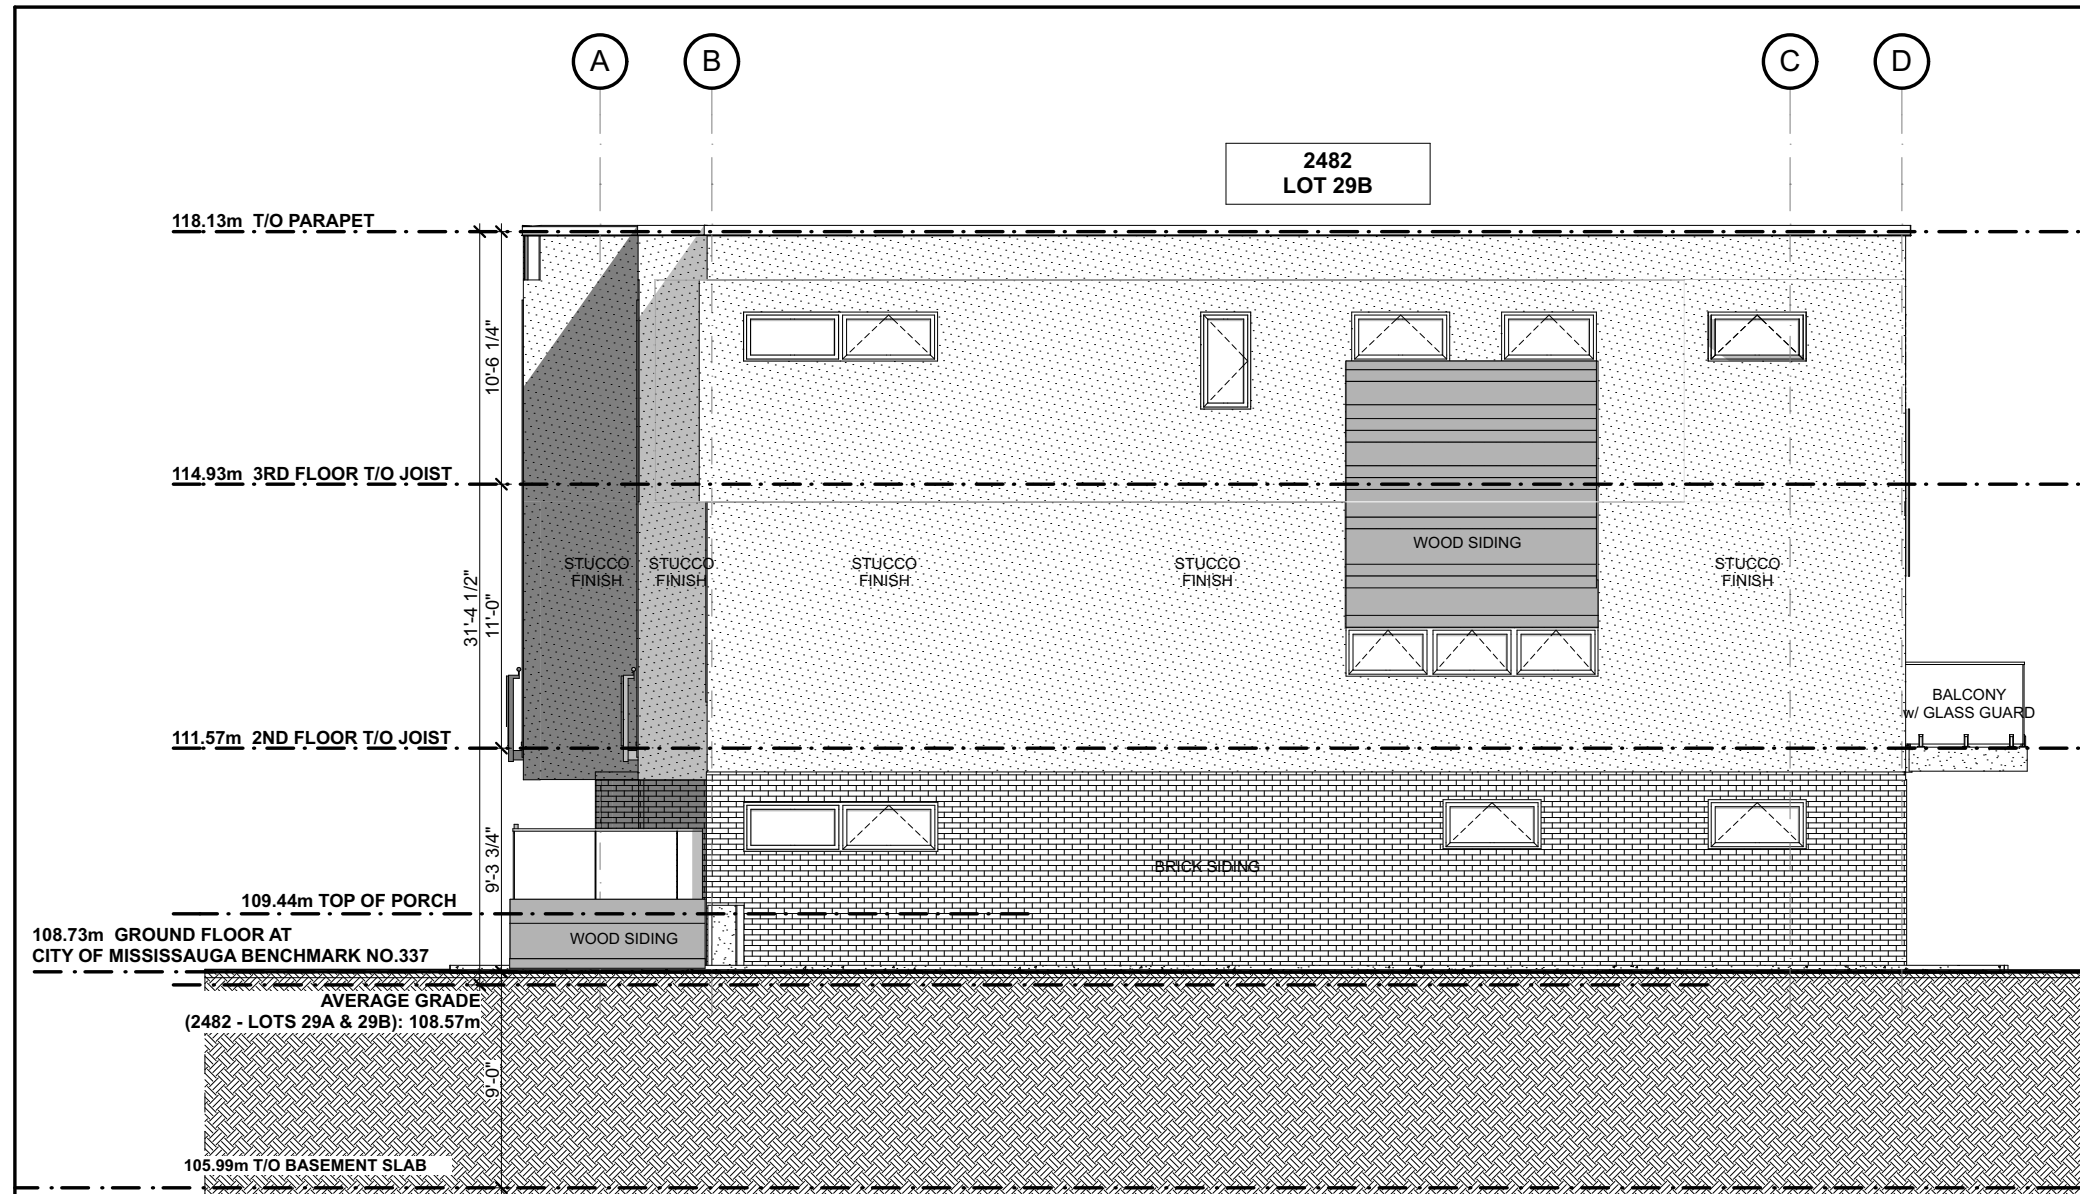 A
B
C
D
2482
LOT 29B
118.13m T/O PARAPET
10'-6 1/4"
114.93m 3RD FLOOR T/O JOIST
WOOD SIDING
STUCCO
FINISH
STUCCO
FINISH
STUCCO
FINISH
STUCCO
FINISH
STUCCO
FINISH
31'-4 1/2"
11'-0"
BALCONY
w/ GLASS GUARD
111.57m 2ND FLOOR T/O JOIST
9'-3 3/4"
BRICK SIDING
109.44m TOP OF PORCH
108.73m GROUND FLOOR AT
CITY OF MISSISSAUGA BENCHMARK NO.337
WOOD SIDING
AVERAGE GRADE
(2482 - LOTS 29A & 29B): 108.57m
9'-0"
105.99m T/O BASEMENT SLAB